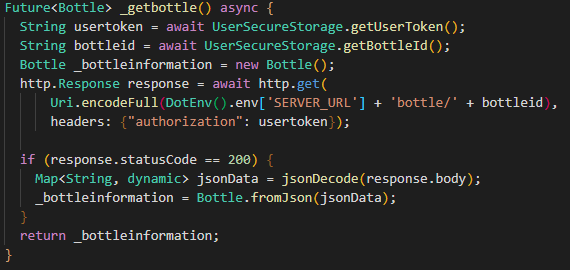 Future<Bottle> _getbottle() async {
String usertoken = await UserSecureStorage.getUserToken();
String bottleid = await UserSecureStorage.getBottleId();
Bottle _bottleinformation = new Bottle();
http.Response response = await http.get(
Uri.encodeFull(DotEnv().env['SERVER_URL'] + 'bottle/' + bottleid),
headers: {"authorization": usertoken});
if (response.statusCode == 200) {
Map<String, dynamic> jsonData = jsonDecode(response.body);
_bottleinformation = Bottle.fromJson(jsonData);
}
return _bottleinformation;
}